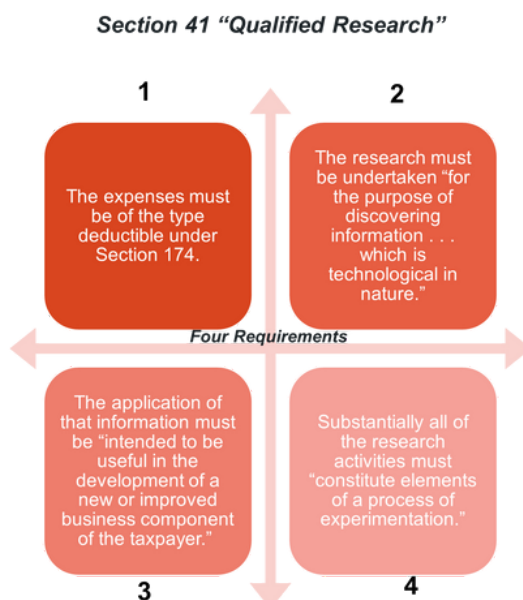 Section 41 “Qualified Research”
1
2
The expenses must
be of the type
deductible under
Section 174.
The research must
be undertaken “for
the purpose of
discovering
information . . .
which is
technological in
nature.”
Four Requirements
The application of
that information must
be “intended to be
useful in the
development of a
new or improved
business component
of the taxpayer.”
Substantially all of
the research
activities must
“constitute elements
of a process of
experimentation.”
3
4